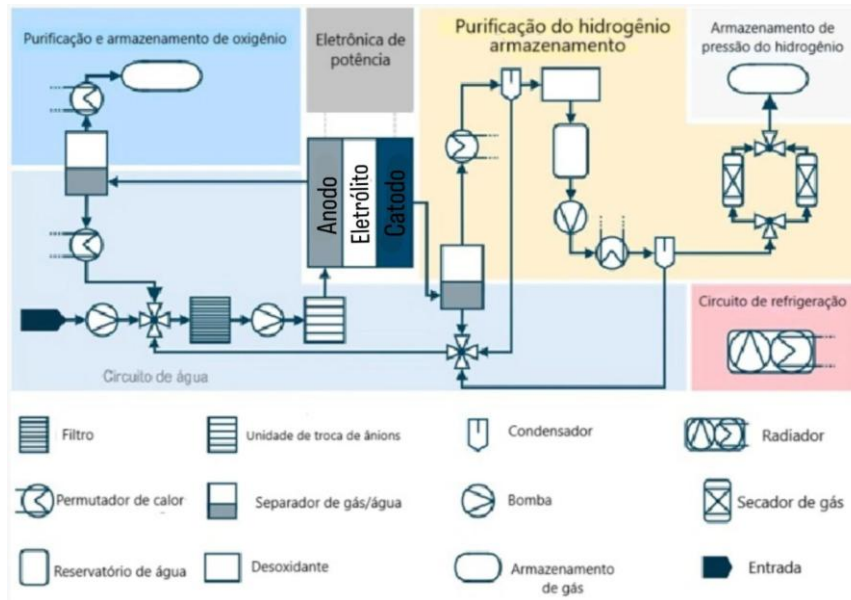 Purificação e armazenamento de oxigênio
Eletrônica de
potência
Purificação do hidrogênio
armazenamento
Armazenamento de
pressão do hidrogênio
Anodo
Eletrólito
Catodo
Circuito de água
Circuito de refrigeração
Filtro
Unidade de troca de ânions
Condensador
Radiador
Permutador de calor
Separador de gás/água
Bomba
Secador de gás
Reservatório de água
Desoxidante
Armazenamento
de gás
Entrada